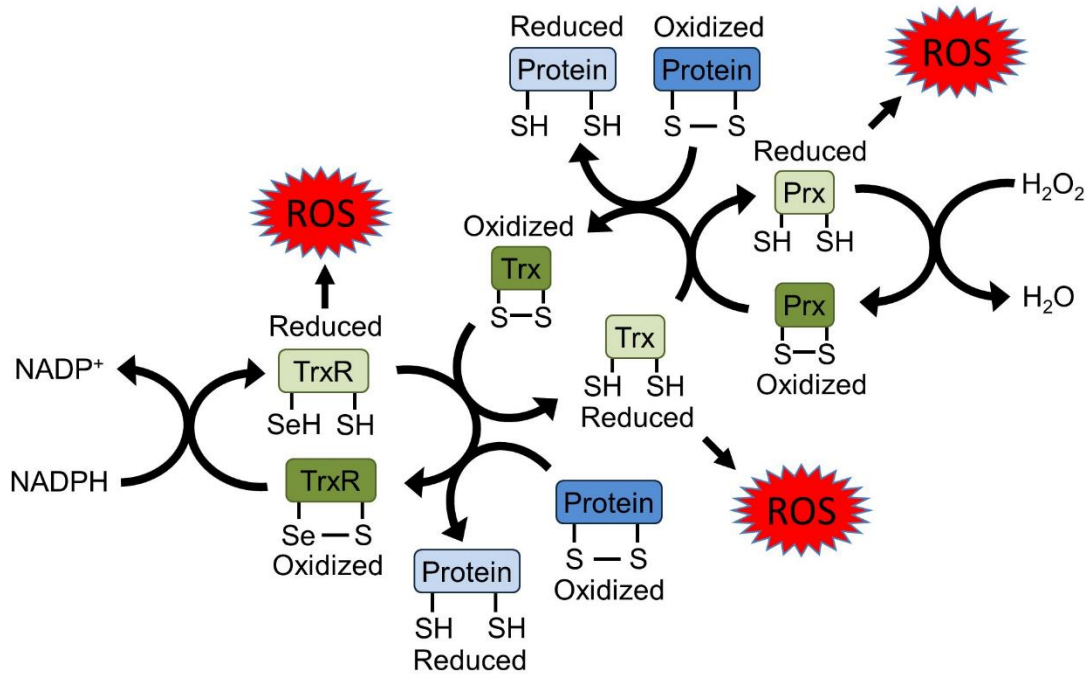 Reduced Oxidized
Protein Protein
SH SH S — S
ROS
Reduced
Prx
SH SH
H₂O₂
ROS
Oxidized
Trx
S–S
Prx
S–S
Oxidized
H₂O
Reduced
TrxR
SeH SH
NADP⁺
Trx
SH SH
Reduced
NADPH
TrxR
Se — S
Oxidized
Protein
S — S
Oxidized
ROS
Protein
SH SH
Reduced